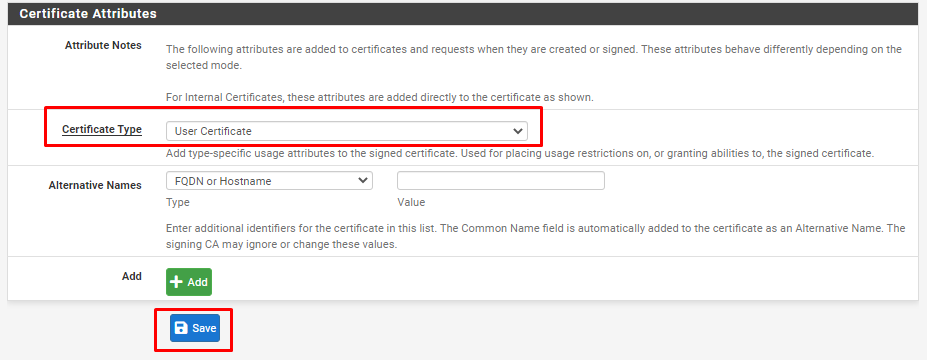 Certificate Attributes
Attribute Notes
The following attributes are added to certificates and requests when they are created or signed. These attributes behave differently depending on the
selected mode.
For Internal Certificates, these attributes are added directly to the certificate as shown.
Certificate Type
User Certificate
Add type-specific usage attributes to the signed certificate. Used for placing usage restrictions on, or granting abilities to, the signed certificate.
Alternative Names
FQDN or Hostname
Type
Value
Enter additional identifiers for the certificate in this list. The Common Name field is automatically added to the certificate as an Alternative Name. The
signing CA may ignore or change these values.
Add
Add
Save